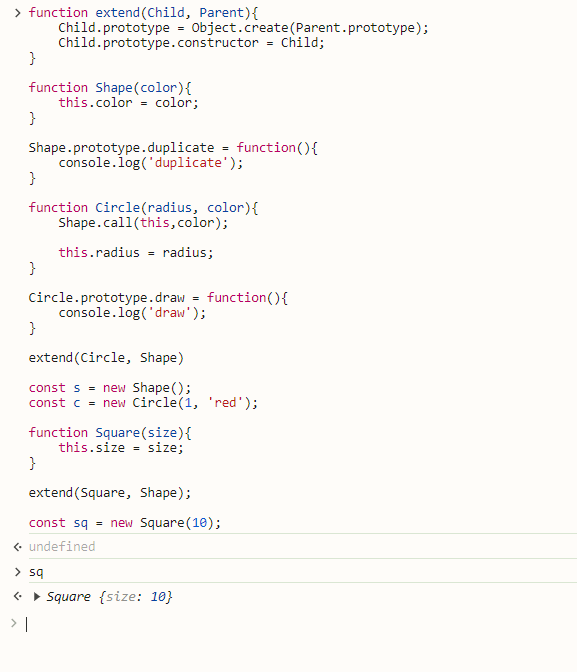 function extend(Child, Parent){
    Child.prototype = Object.create(Parent.prototype);
    Child.prototype.constructor = Child;
}

function Shape(color){
    this.color = color;
}

Shape.prototype.duplicate = function(){
    console.log('duplicate');
}

function Circle(radius, color){
    Shape.call(this,color);

    this.radius = radius;
}

Circle.prototype.draw = function(){
    console.log('draw');
}

extend(Circle, Shape)

const s = new Shape();
const c = new Circle(1, 'red');

function Square(size){
    this.size = size;
}

extend(Square, Shape);

const sq = new Square(10);
undefined
sq
Square {size: 10}